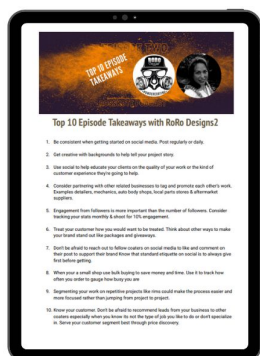 TOP 10 EPISODE
TAKEAWAYS
Top 10 Episode Takeaways with RoRo Designs2
1. Be consistent when getting started on social media. Post regularly or daily.
2. Get creative with backgrounds to help tell your project story.
3. Use social to help educate your clients on the quality of your work or the kind of
customer experience they're going to help.
4. Consider partnering with other related businesses to tag and promote each other's work.
Examples detailers, mechanics, auto body shops, local parts stores & aftermarket
suppliers.
5. Engagement from followers is more important than the number of followers. Consider
tracking your stats monthly & shoot for 10% engagement.
6. Treat your customer how you would want to be treated. Think about other ways to make
your brand stand out like packages and giveaways.
7. Don't be afraid to reach out to fellow coaters on social media to like and comment on
their post to support their brand Know that standard etiquette on social is to always give
first before getting.
8. When your a small shop use bulk buying to save money and time. Use it to track how
often you order to gauge how busy you are
9. Segmenting your work on repetitive projects like rims could make the process easier and
more focused rather than jumping from project to project.
10. Know your customer. Don't be afraid to recommend leads from your business to other
coaters especially when you know its not the type of job you like to do or don't specialize
in. Serve your customer segment best through price discovery